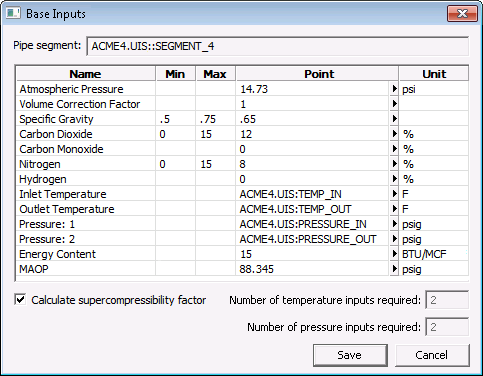 Base Inputs
Pipe segment: ACME4.UIS::SEGMENT_4
Name Min Max Point Unit
Atmospheric Pressure 14.73 psi
Volume Correction Factor 1
Specific Gravity .5 .75 .65
Carbon Dioxide 0 15 12 %
Carbon Monoxide 0 %
Nitrogen 0 15 8 %
Hydrogen 0 %
Inlet Temperature ACME4.UIS:TEMP_IN F
Outlet Temperature ACME4.UIS:TEMP_OUT F
Pressure: 1 ACME4.UIS:PRESSURE_IN psig
Pressure: 2 ACME4.UIS:PRESSURE_OUT psig
Energy Content 15 BTU/MCF
MAOP 88.345 psig
Calculate supercompressibility factor Number of temperature inputs required: 2
Number of pressure inputs required: 2
Save Cancel